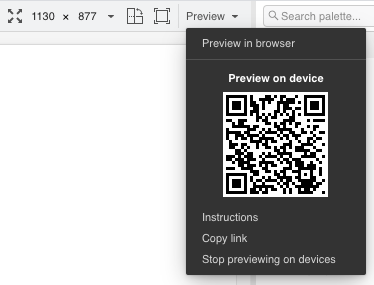 1130 × 877 Preview Search palette...
Preview in browser
Preview on device
Instructions
Copy link
Stop previewing on devices